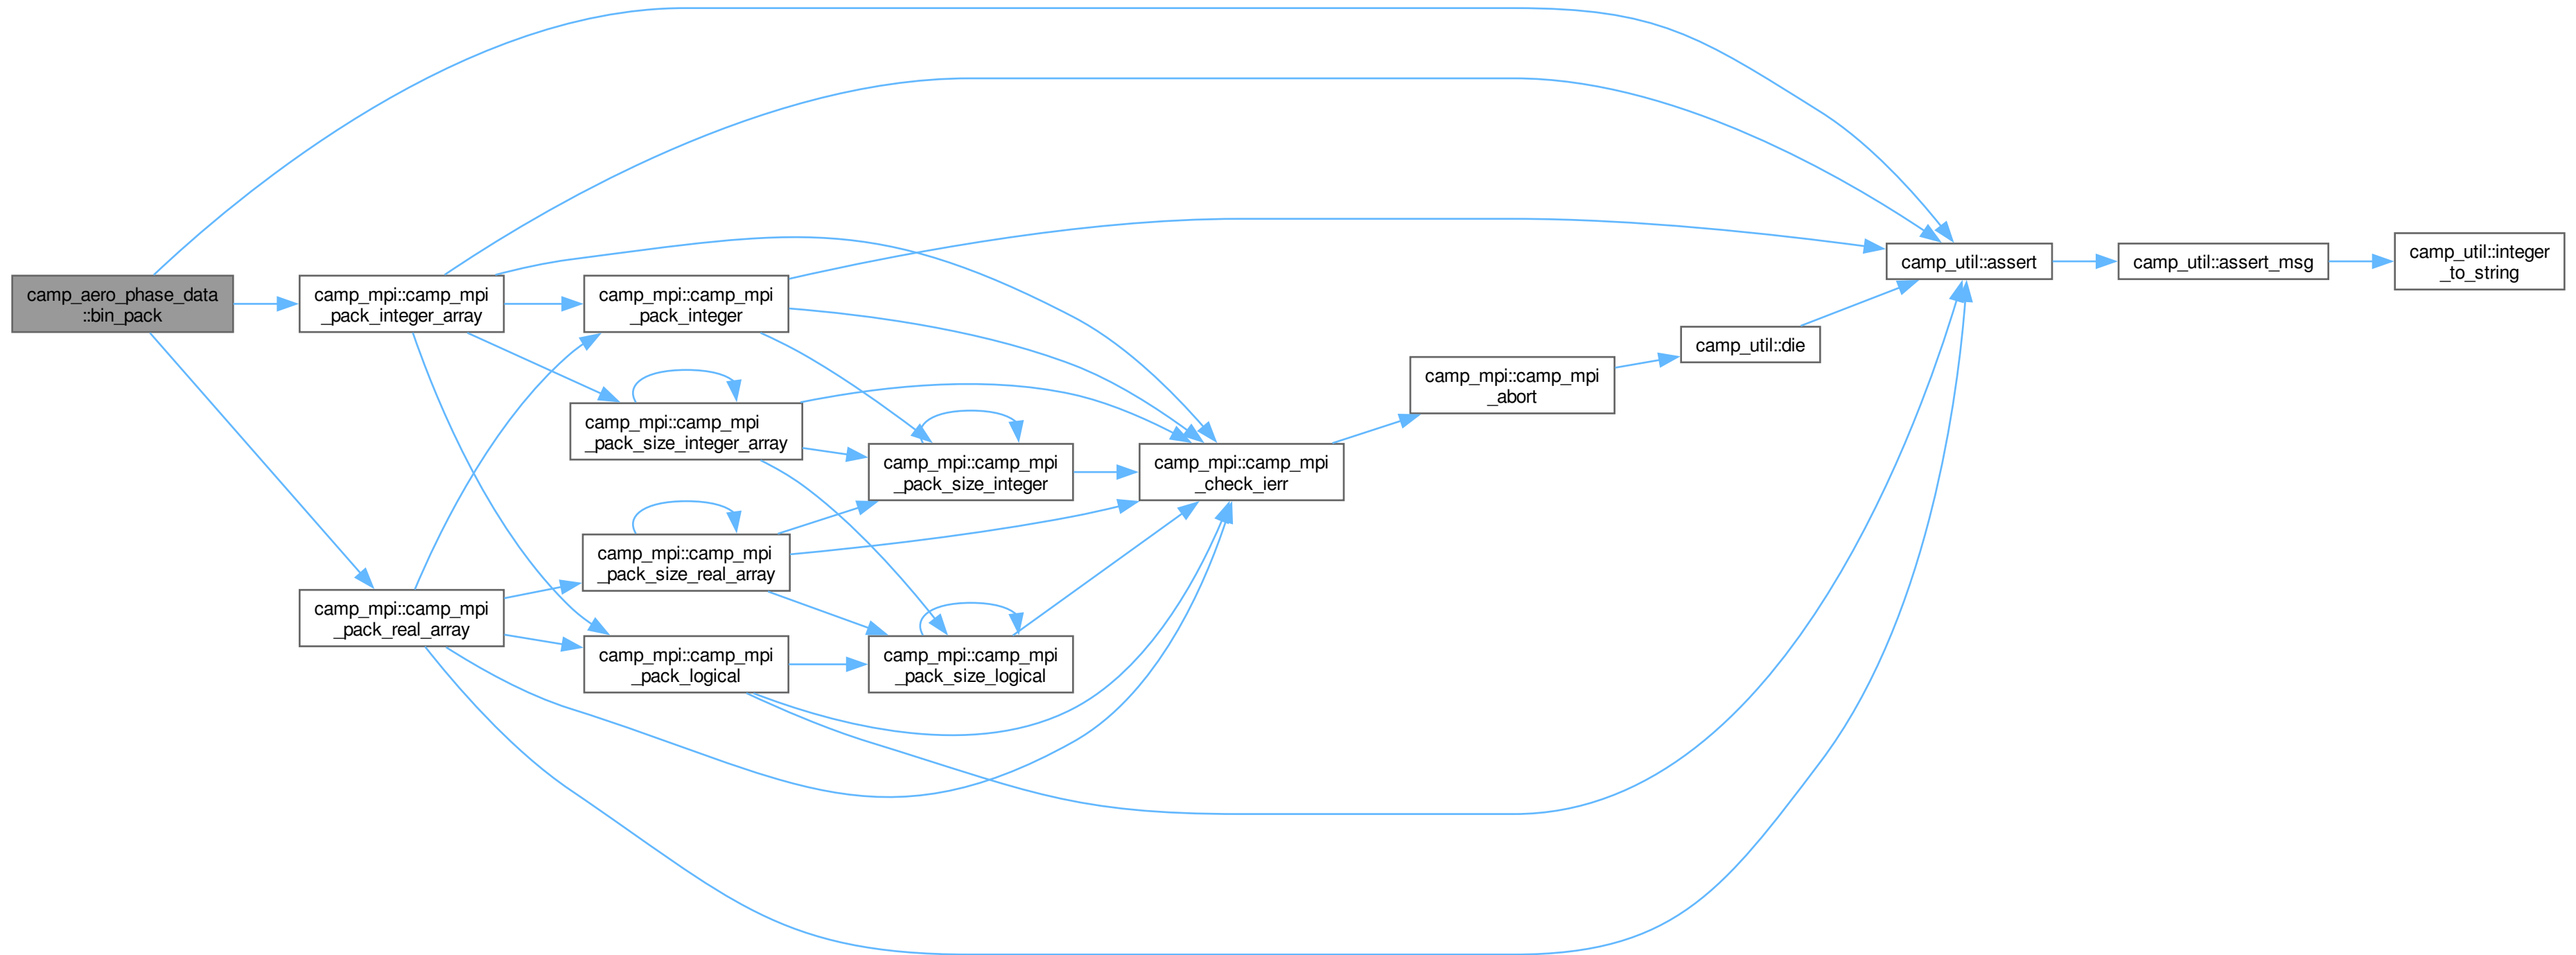 camp_aero_phase_data
::bin_pack
camp_mpi::camp_mpi
_pack_integer_array
camp_mpi::camp_mpi
_pack_real_array
camp_mpi::camp_mpi
_pack_integer
camp_mpi::camp_mpi
_pack_size_integer_array
camp_mpi::camp_mpi
_pack_size_real_array
camp_mpi::camp_mpi
_pack_logical
camp_mpi::camp_mpi
_pack_size_integer
camp_mpi::camp_mpi
_pack_size_logical
camp_mpi::camp_mpi
_check_ierr
camp_mpi::camp_mpi
_abort
camp_util::die
camp_util::assert
camp_util::assert_msg
camp_util::integer
_to_string